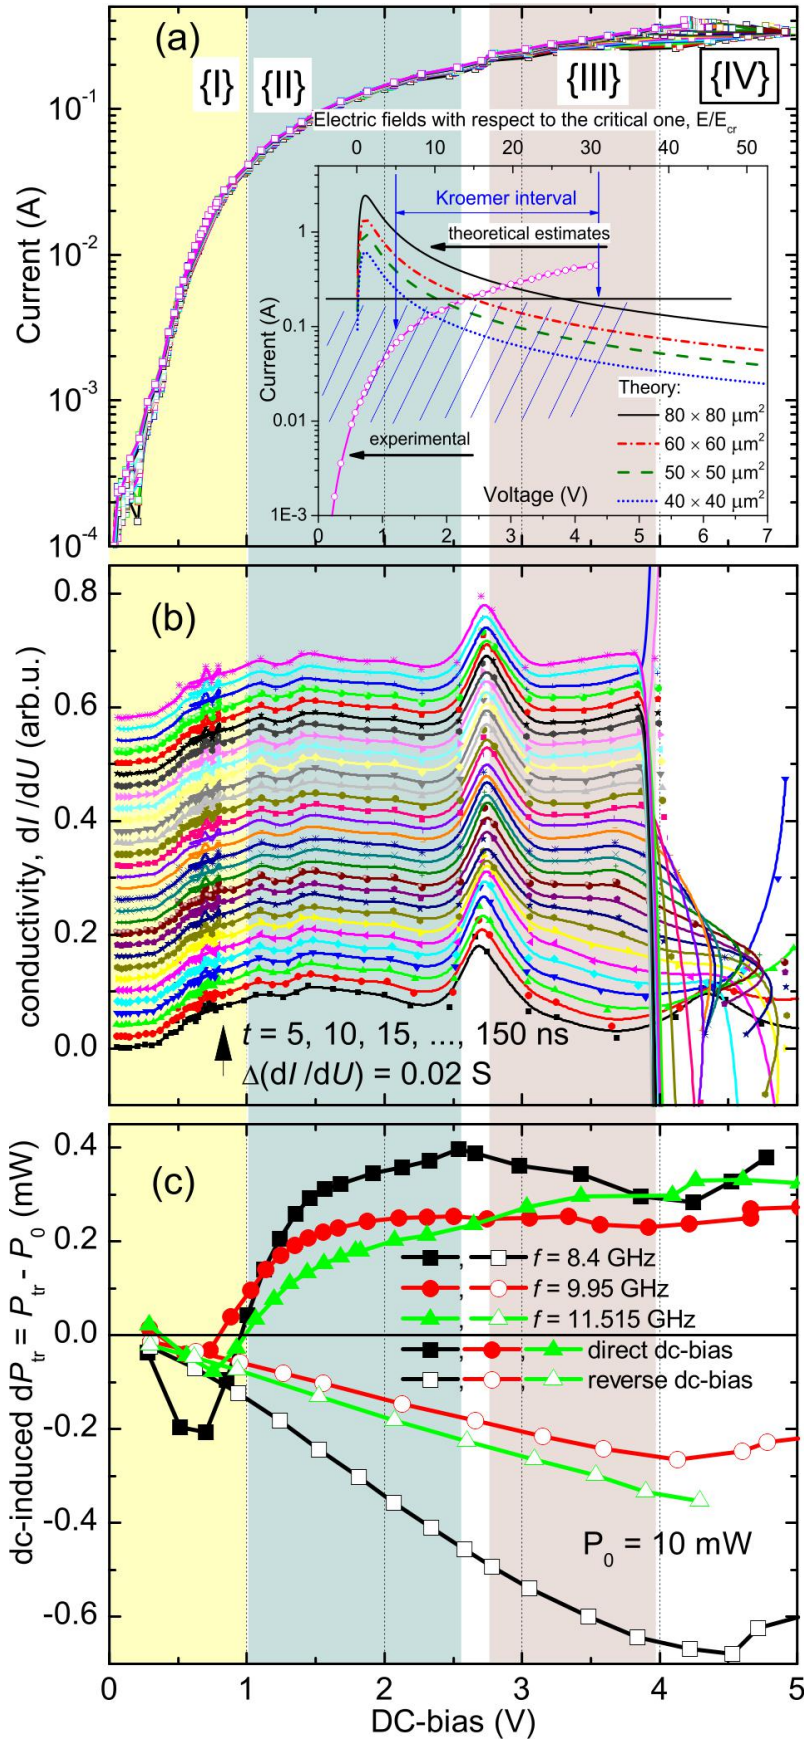 (a)
{I} {II} {III} {IV}
10⁻¹
10⁻²
10⁻³
10⁻⁴
Current (A)
Electric fields with respect to the critical one, E/E_cr
0 10 20 30 40 50
Kroemer interval
theoretical estimates
1
0.1
0.01
1E-3
Current (A)
experimental
Theory:
80 × 80 μm²
60 × 60 μm²
50 × 50 μm²
40 × 40 μm²
Voltage (V)
0 1 2 3 4 5 6 7
(b)
0.8
0.6
0.4
0.2
0.0
conductivity, dI /dU (arb.u.)
t = 5, 10, 15, ..., 150 ns
Δ(dI /dU) = 0.02 S
(c)
0.4
0.2
0.0
-0.2
-0.4
-0.6
dc-induced dP_tr = P_tr - P_0 (mW)
, f = 8.4 GHz
, f = 9.95 GHz
, f = 11.515 GHz
, , direct dc-bias
, , reverse dc-bias
P_0 = 10 mW
0 1 2 3 4 5
DC-bias (V)